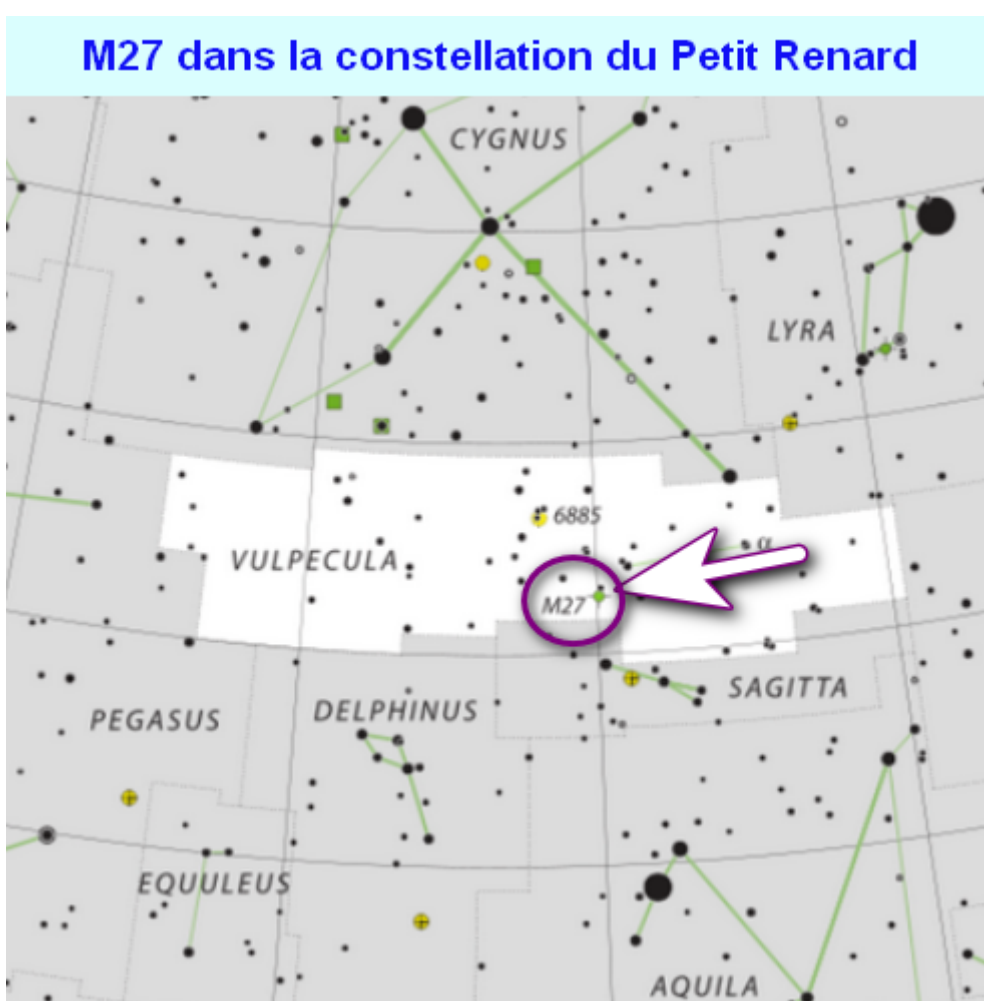 M27 dans la constellation du Petit Renard
CYGNUS
LYRA
6885
α
VULPECULA
M27
SAGITTA
DELPHINUS
PEGASUS
EQUULEUS
AQUILA